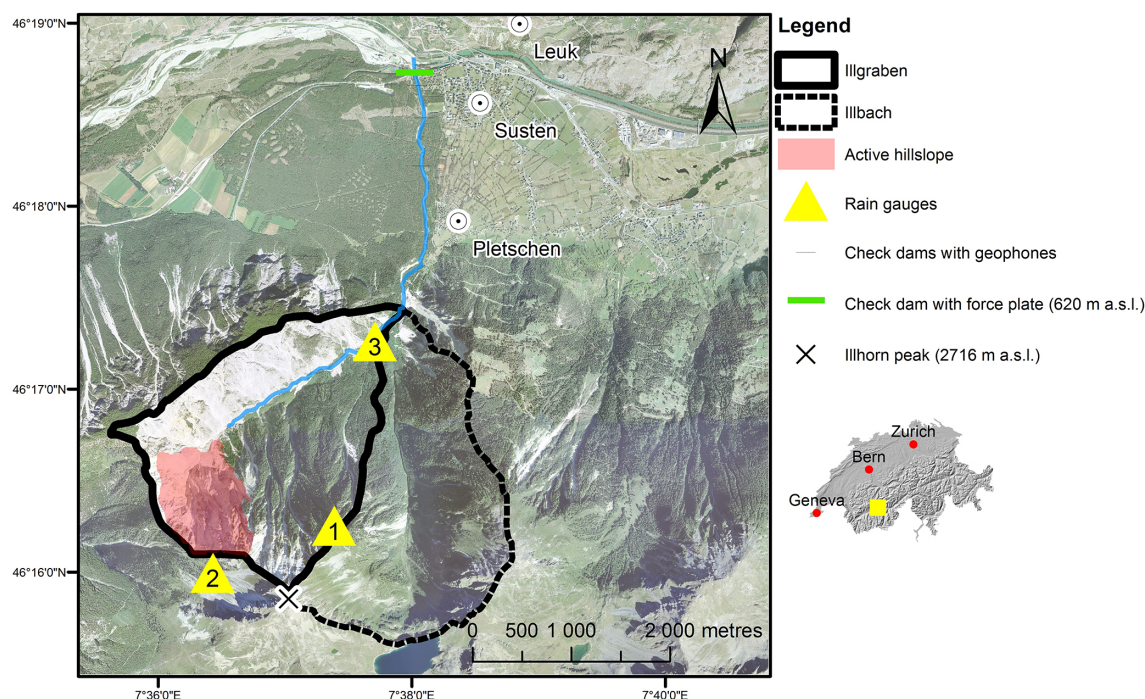 46°19'0"N
46°18'0"N
46°17'0"N
46°16'0"N
7°36'0"E
7°38'0"E
7°40'0"E
Leuk
N
Susten
Pletschen
3
1
2
0 500 1 000 2 000 metres
Legend
Illgraben
Illbach
Active hillslope
Rain gauges
Check dams with geophones
Check dam with force plate (620 m a.s.l.)
Illhorn peak (2716 m a.s.l.)
Zurich
Bern
Geneva